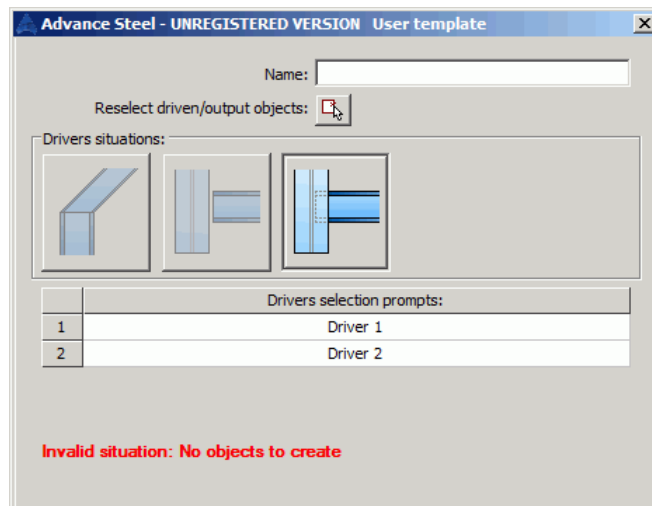 Advance Steel - UNREGISTERED VERSION   User template
Name:
Reselect driven/output objects:
Drivers situations:
Drivers selection prompts:
1 Driver 1
2 Driver 2
Invalid situation: No objects to create